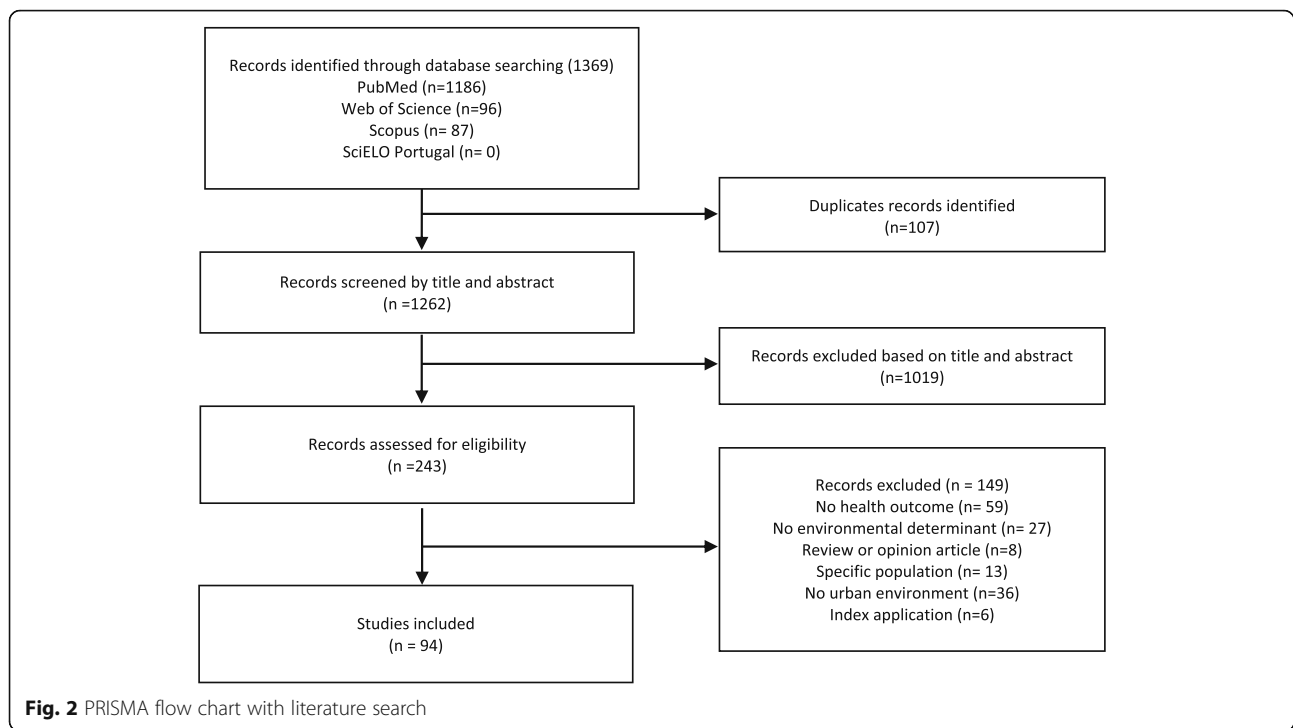 Records identified through database searching (1369)
PubMed (n=1186)
Web of Science (n=96)
Scopus (n= 87)
SciELO Portugal (n= 0)
Duplicates records identified
(n=107)
Records screened by title and abstract
(n =1262)
Records excluded based on title and abstract
(n=1019)
Records assessed for eligibility
(n =243)
Records excluded (n = 149)
No health outcome (n= 59)
No environmental determinant (n= 27)
Review or opinion article (n=8)
Specific population (n= 13)
No urban environment (n=36)
Index application (n=6)
Studies included
(n = 94)
Fig. 2 PRISMA flow chart with literature search